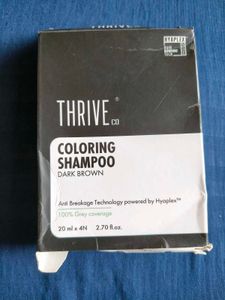 HYAPLEX
THRIVE®
CO
COLORING
SHAMPOO
DARK BROWN
Anti Breakage Technology powered by Hyaplex™
100% Grey coverage
20 ml x 4N 2.70 fl.oz.